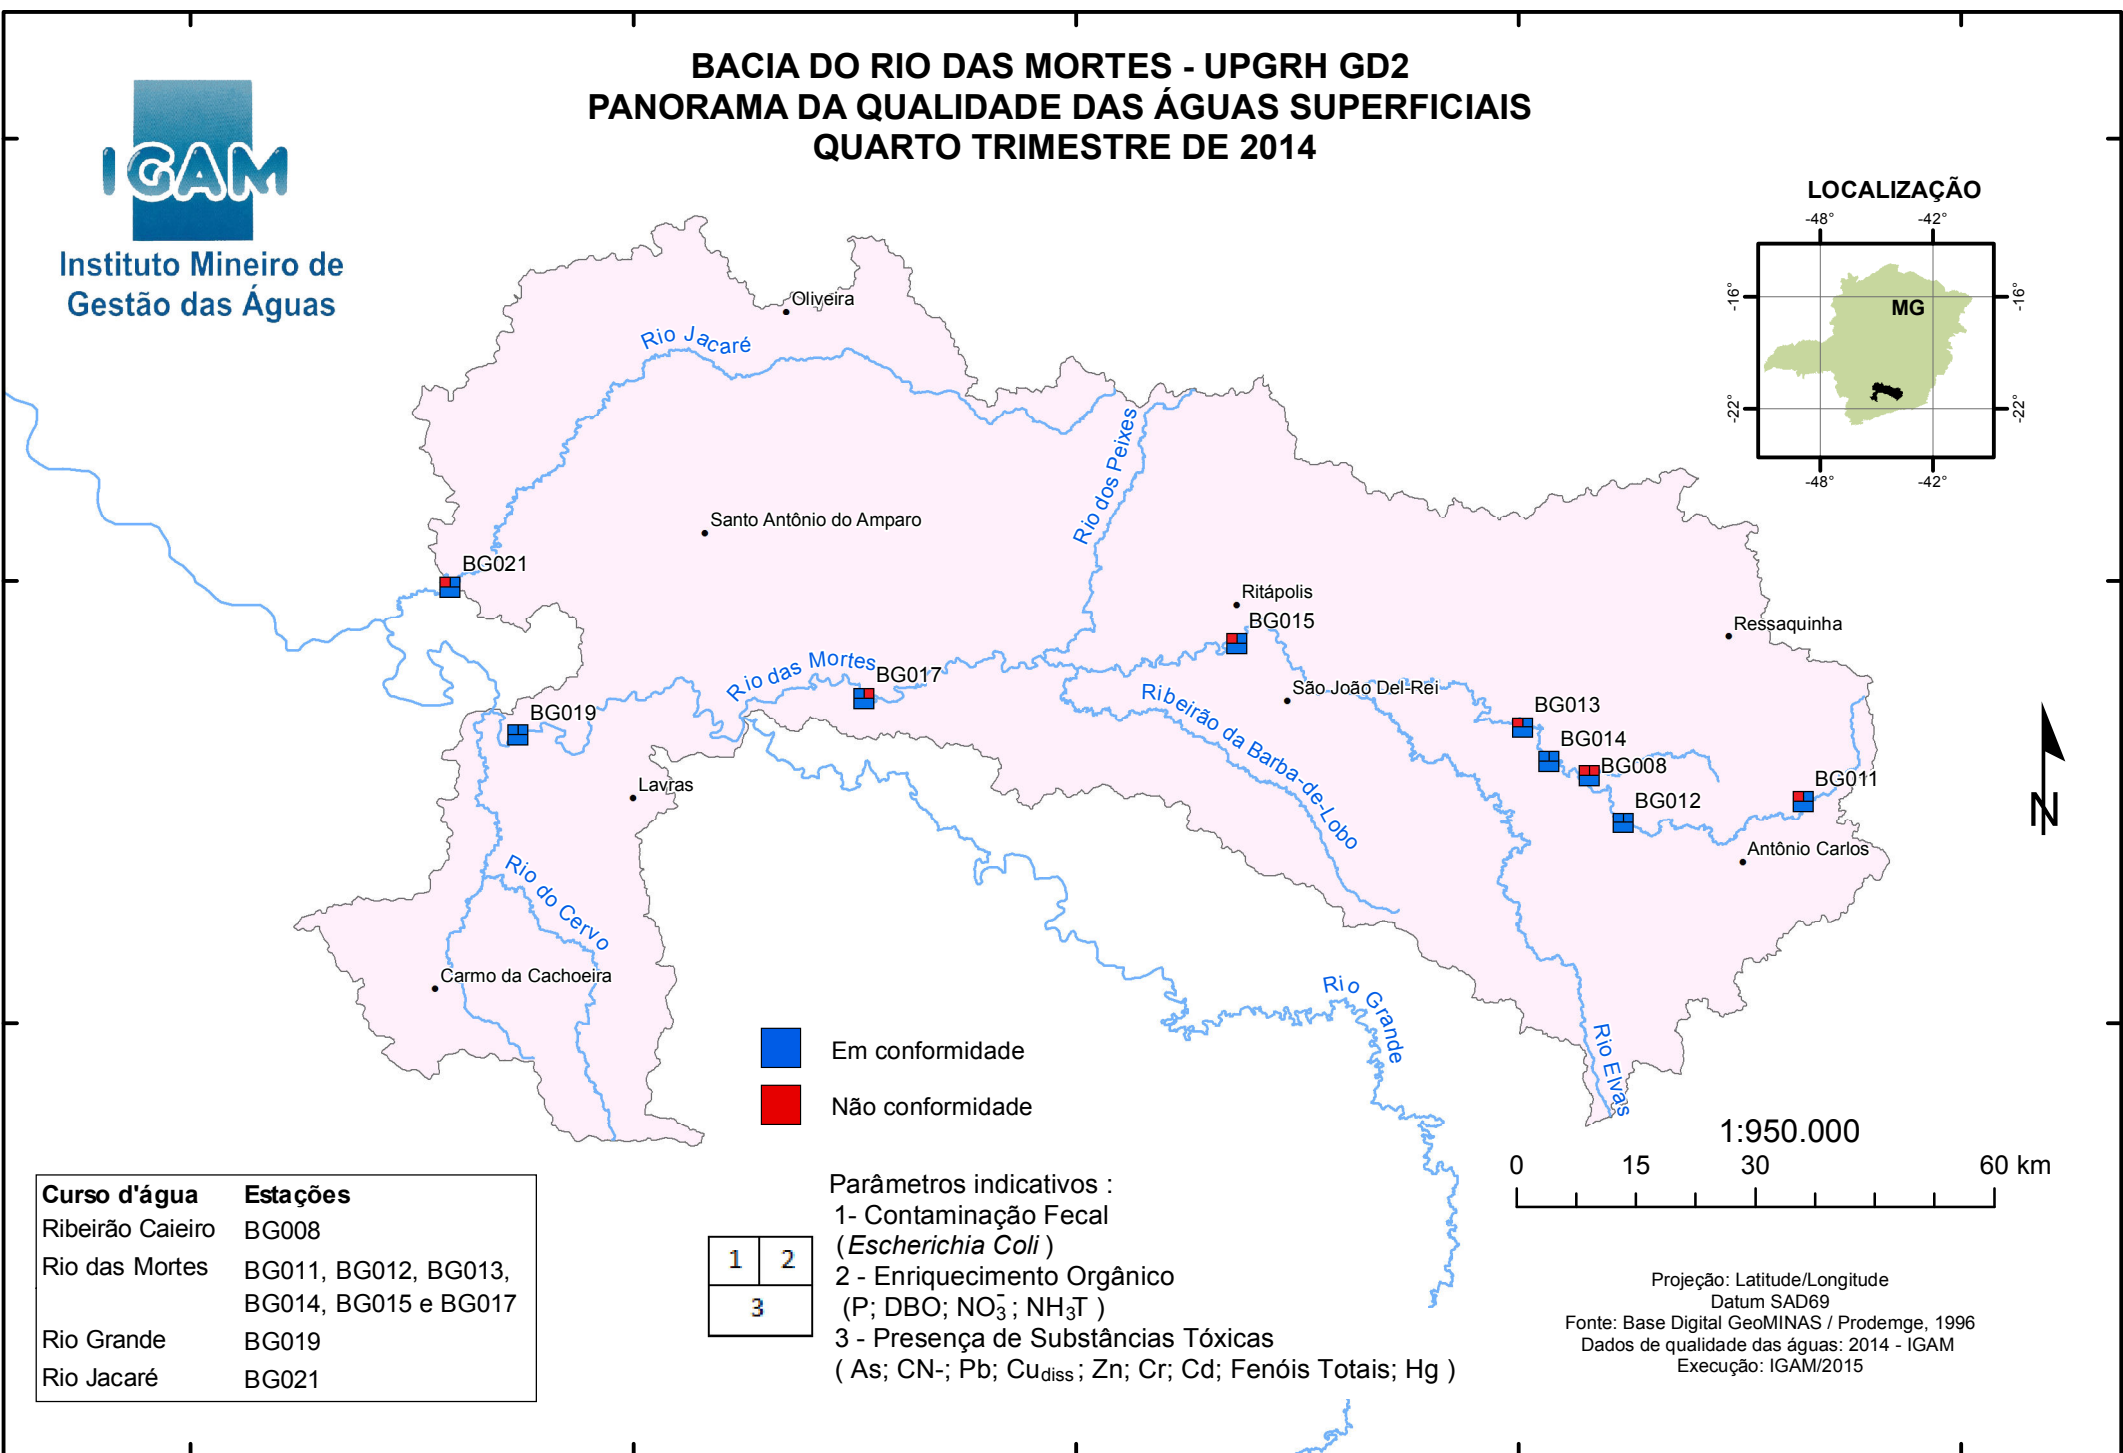 BACIA DO RIO DAS MORTES - UPGRH GD2
PANORAMA DA QUALIDADE DAS ÁGUAS SUPERFICIAIS
QUARTO TRIMESTRE DE 2014
IGAM
Instituto Mineiro de
Gestão das Águas
LOCALIZAÇÃO
-48°
-42°
-16°
-16°
MG
-22°
-22°
-48°
-42°
Oliveira
Rio Jacaré
Rio dos Peixes
Santo Antônio do Amparo
BG021
Ritápolis
BG015
Ressaquinha
Rio das Mortes
BG017
São João Del-Rei
Ribeirão da Barba-de-Lobo
BG019
BG013
BG014
BG008
BG011
BG012
Lavras
Antônio Carlos
Rio do Cervo
Carmo da Cachoeira
Rio Grande
Rio Elvas
N
Em conformidade
Não conformidade
1:950.000
0 15 30 60 km
Curso d'água Estações
Ribeirão Caieiro BG008
Rio das Mortes BG011, BG012, BG013,
BG014, BG015 e BG017
Rio Grande BG019
Rio Jacaré BG021
1 2
3
Parâmetros indicativos :
1- Contaminação Fecal
(Escherichia Coli )
2 - Enriquecimento Orgânico
(P; DBO; NO₃⁻; NH₃T )
3 - Presença de Substâncias Tóxicas
( As; CN-; Pb; Cu diss ; Zn; Cr; Cd; Fenóis Totais; Hg )
Projeção: Latitude/Longitude
Datum SAD69
Fonte: Base Digital GeoMINAS / Prodemge, 1996
Dados de qualidade das águas: 2014 - IGAM
Execução: IGAM/2015